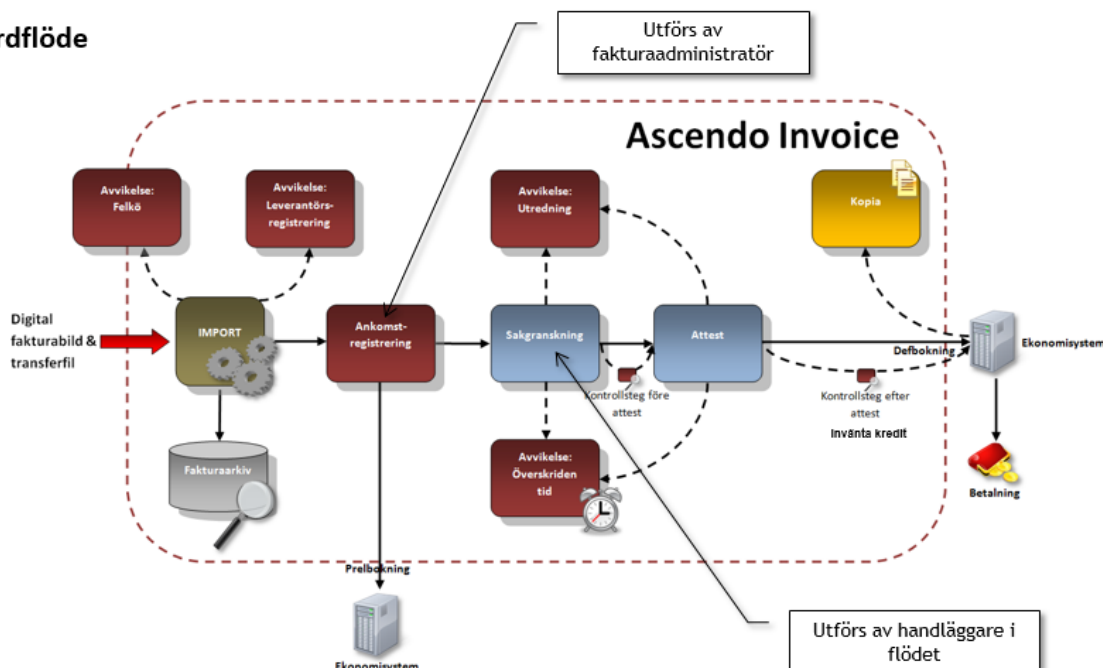 rdflöde
Utförs av
fakturaadministratör
Ascendo Invoice
Avvikelse:
Felkö
Avvikelse:
Leverantörs-
registrering
Avvikelse:
Utredning
Kopia
Digital
fakturabild &
transferfil
IMPORT
Ankomst-
registrering
Sakgranskning
Attest
Defbokning
Ekonomisystem
Kontrollsteg före
attest
Kontrollsteg efter
attest
Invänta kredit
Fakturaarkiv
Avvikelse:
Överskriden
tid
Betalning
Prelbokning
Ekonomisystem
Utförs av handläggare i
flödet